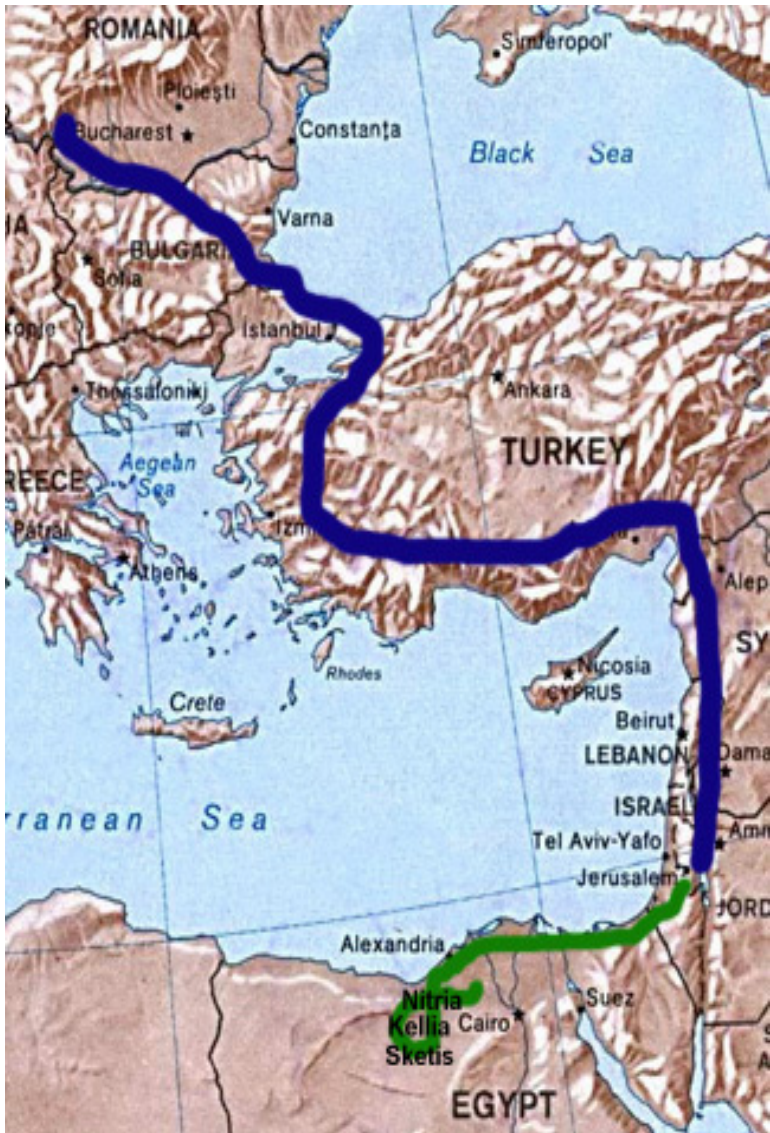 ROMANIA
Simferopol'
Ploiești
Bucharest
Constanța
Black Sea
Varna
BULGARI
Sofia
İstanbul
Thessaloniki
Ankara
TURKEY
Aegean
Sea
REECE
Pátrai
Athens
Izm
Alep
SY
Rhodes
Nicosia
CYPRUS
Crete
Beirut
LEBANON
Dama
ISRAEL
rranean Sea
Tel Aviv-Yafo
Amm
Jerusalem
JORD
Alexandria
Nitria
Kellia
Sketis
Cairo
Suez
EGYPT